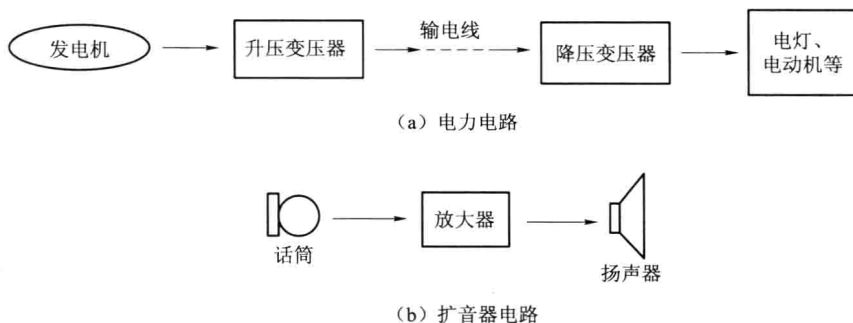 发电机
升压变压器
输电线
降压变压器
电灯、
电动机等
（a）电力电路
话筒
放大器
扬声器
（b）扩音器电路